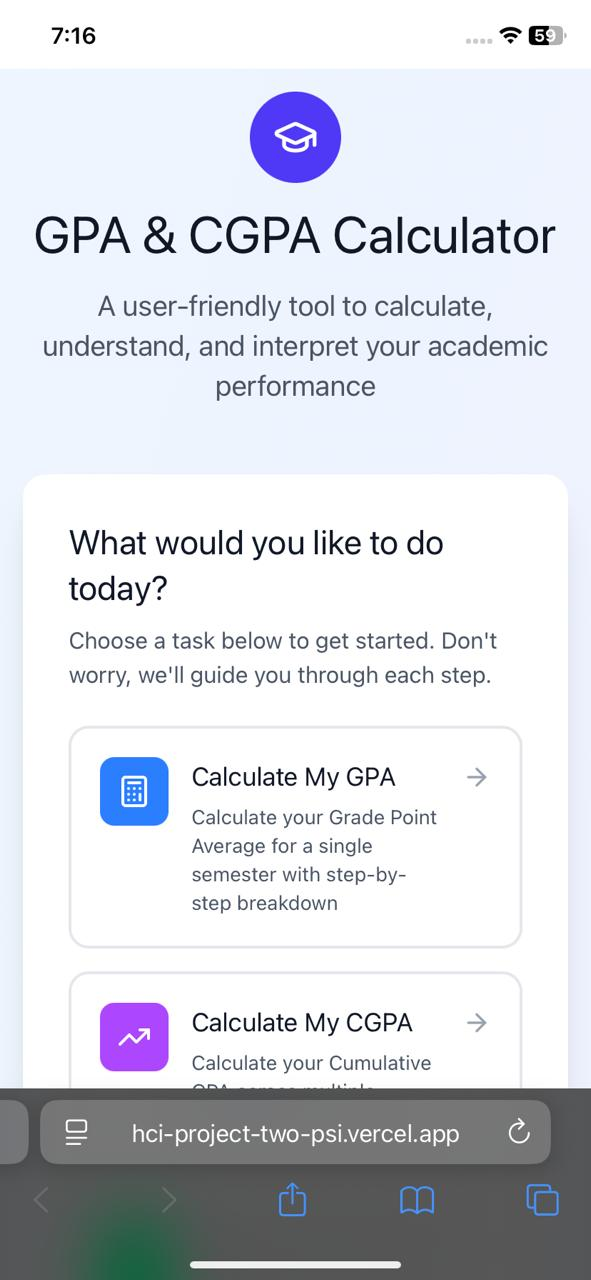 7:16
59
GPA & CGPA Calculator
A user-friendly tool to calculate,
understand, and interpret your academic
performance
What would you like to do
today?
Choose a task below to get started. Don't
worry, we'll guide you through each step.
Calculate My GPA
Calculate your Grade Point
Average for a single
semester with step-by-
step breakdown
Calculate My CGPA
Calculate your Cumulative
GPA across multiple
hci-project-two-psi.vercel.app